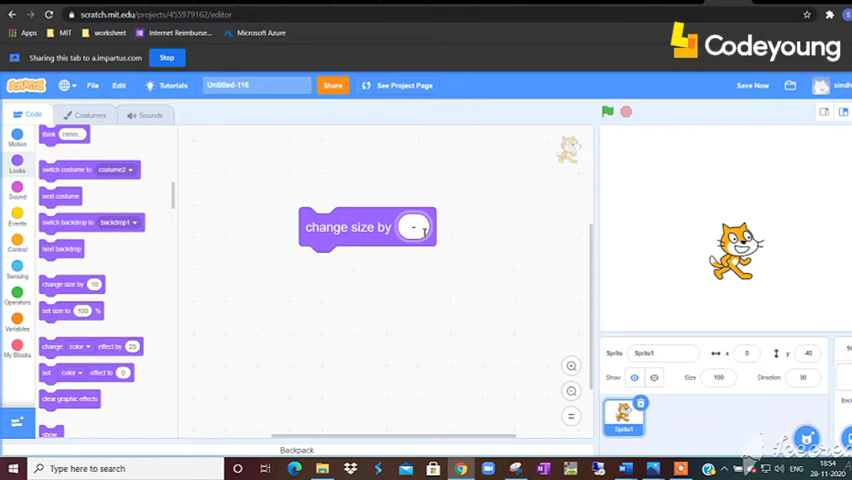 scratch.mit.edu/projects/455979162/editor
Apps
MIT
worksheet
Internet Reimburse...
Microsoft Azure
Codeyoung
Sharing this tab to a.impartus.com
Stop
SCRATCH
File
Edit
Tutorials
Untitled-116
Share
See Project Page
Save Now
sindh
Code
Costumes
Sounds
Motion
Looks
Sound
Events
Control
Sensing
Operators
Variables
My Blocks
think Hmm...
switch costume to costume2
next costume
switch backdrop to backdrop1
next backdrop
change size by 10
set size to 100 %
change color effect by 25
set color effect to 0
clear graphic effects
show
change size by -
Sprite
Sprite1
x
0
y
-40
Show
Size
100
Direction
90
Sprite1
Backpack
Type here to search
ENG
18:54
28-11-2020